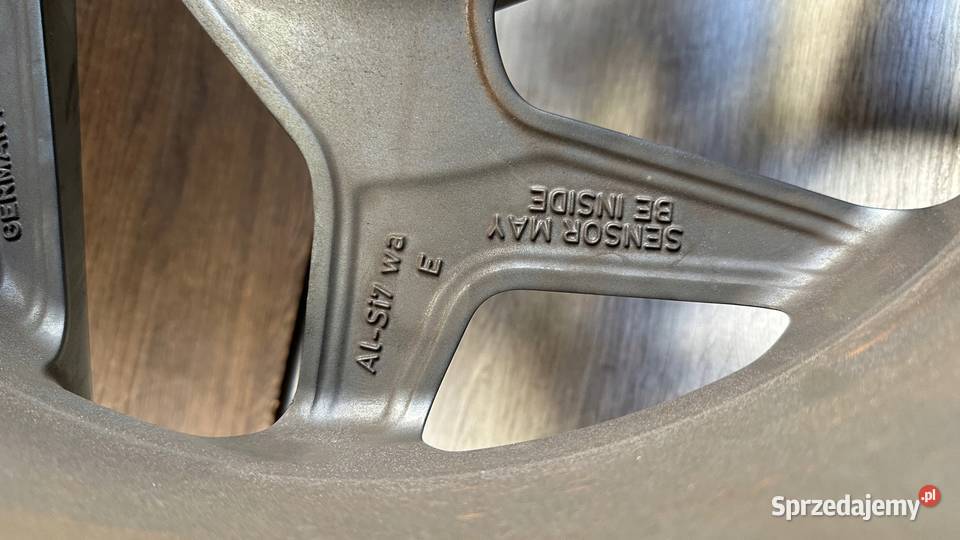 GERMANY
Al-Si7 wa
E
SENSOR MAY
BE INSIDE
Sprzedajemy.pl